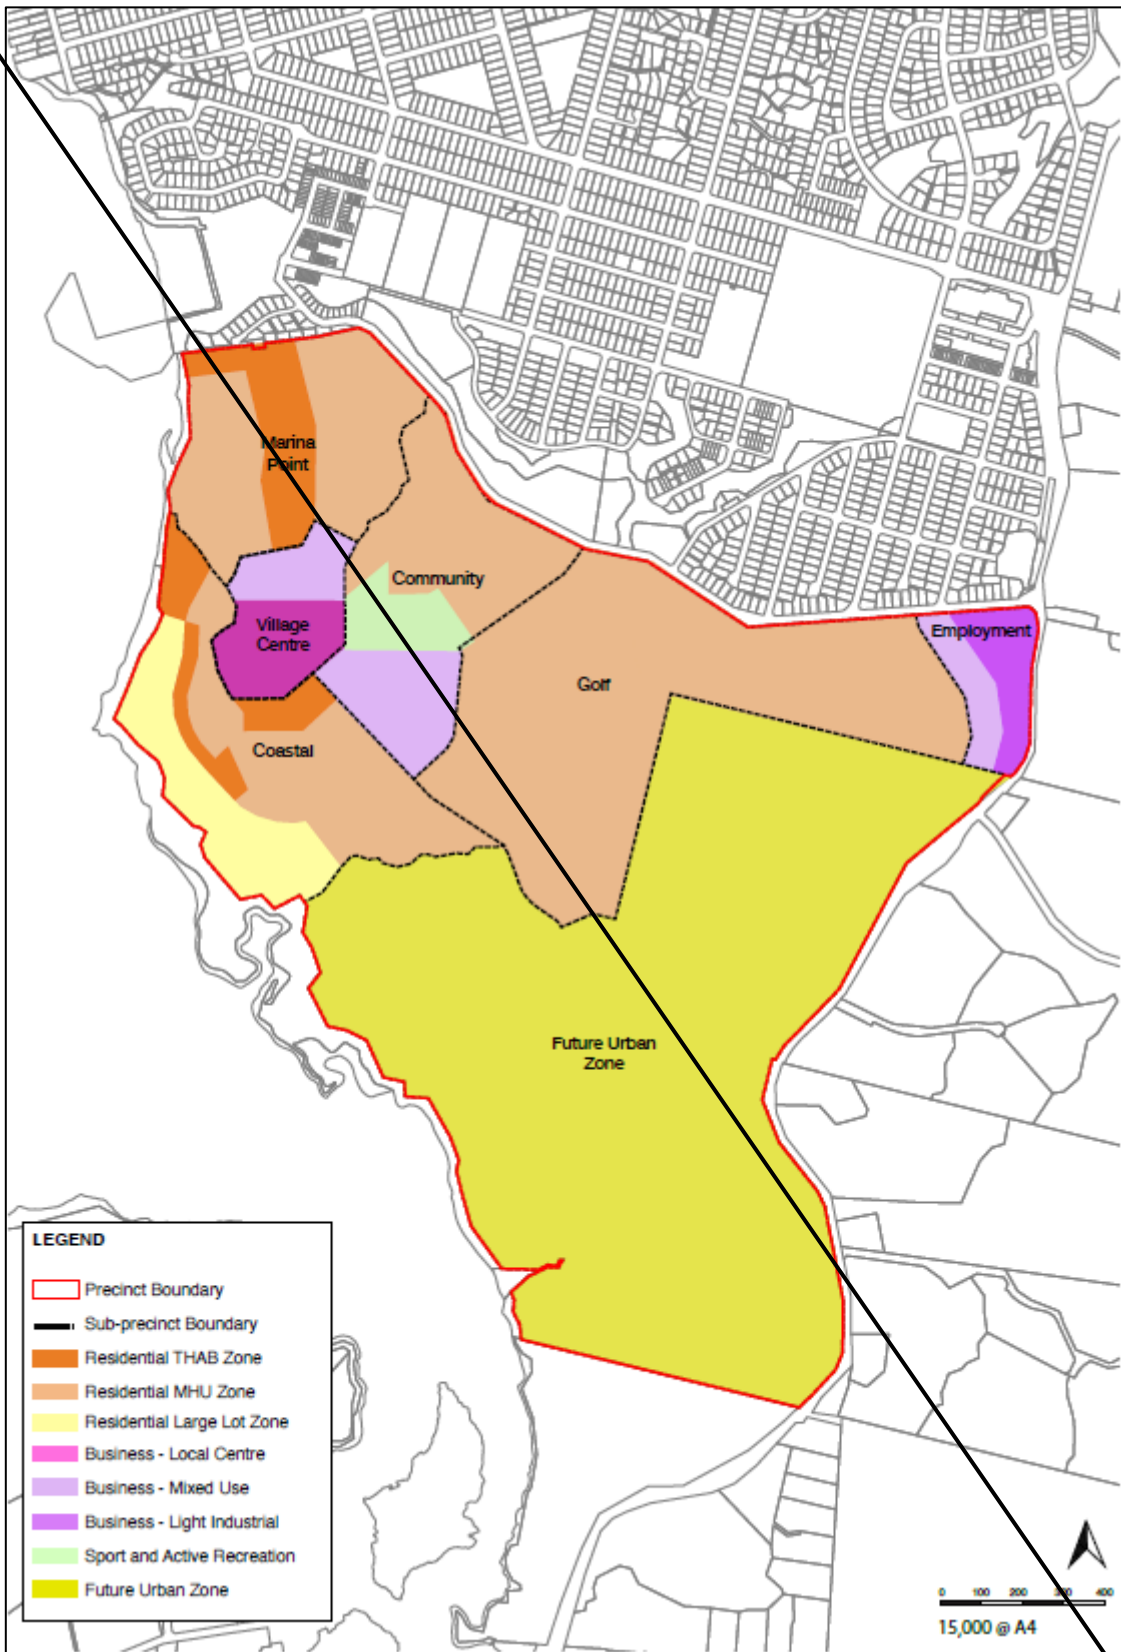 Marina
Point
Community
Village
Centre
Employment
Golf
Coastal
Future Urban
Zone
LEGEND
Precinct Boundary
Sub-precinct Boundary
Residential THAB Zone
Residential MHU Zone
Residential Large Lot Zone
Business - Local Centre
Business - Mixed Use
Business - Light Industrial
Sport and Active Recreation
Future Urban Zone
0 100 200 300 400
15,000 @ A4